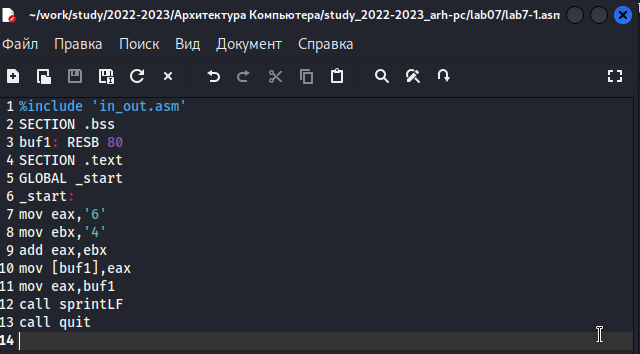 ~/work/study/2022-2023/Архитектура Компьютера/study_2022-2023_arh-pc/lab07/lab7-1.asm
Файл Правка Поиск Вид Документ Справка
1 %include 'in_out.asm'
2 SECTION .bss
3 buf1: RESB 80
4 SECTION .text
5 GLOBAL _start
6 _start:
7 mov eax,'6'
8 mov ebx,'4'
9 add eax,ebx
10 mov [buf1],eax
11 mov eax,buf1
12 call sprintLF
13 call quit
14